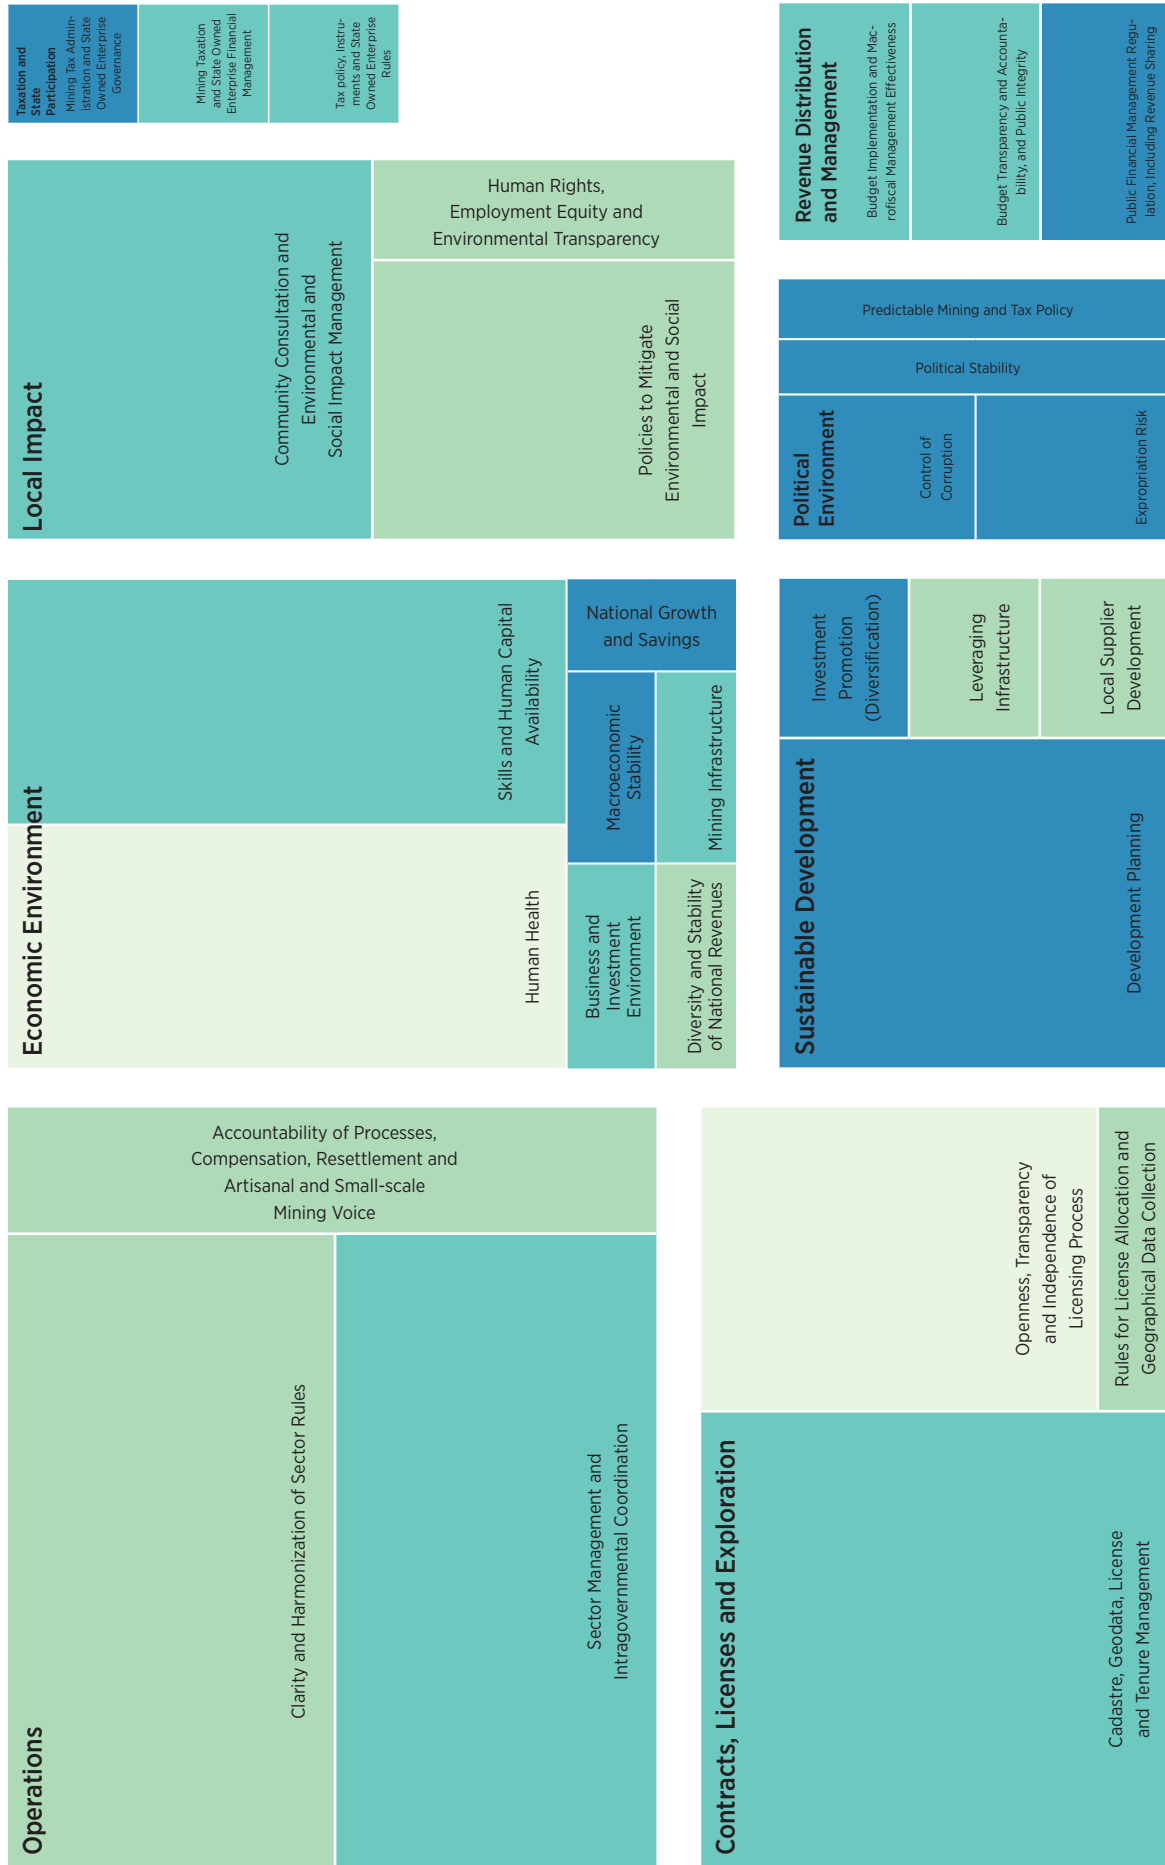 Taxation and
State
Participation
Mining Tax Admin-
istration and State
Owned Enterprise
Governance
Mining Taxation
and State Owned
Enterprise Financial
Management
Tax policy, Instru-
ments and State
Owned Enterprise
Rules
Revenue Distribution
and Management
Budget Implementation and Mac-
rofiscal Management Effectiveness
Budget Transparency and Accounta-
bility, and Public Integrity
Public Financial Management Regu-
lation, Including Revenue Sharing
Local Impact
Community Consultation and
Environmental and
Social Impact Management
Human Rights,
Employment Equity and
Environmental Transparency
Policies to Mitigate
Environmental and Social
Impact
Predictable Mining and Tax Policy
Political Stability
Political
Environment
Control of
Corruption
Expropriation Risk
Economic Environment
Skills and Human Capital
Availability
Human Health
National Growth
and Savings
Macroeconomic
Stability
Mining Infrastructure
Business and
Investment
Environment
Diversity and Stability
of National Revenues
Investment
Promotion
(Diversification)
Leveraging
Infrastructure
Local Supplier
Development
Sustainable Development
Development Planning
Operations
Accountability of Processes,
Compensation, Resettlement and
Artisanal and Small-scale
Mining Voice
Clarity and Harmonization of Sector Rules
Sector Management and
Intragovernmental Coordination
Contracts, Licenses and Exploration
Openness, Transparency
and Independence of
Licensing Process
Rules for License Allocation and
Geographical Data Collection
Cadastre, Geodata, License
and Tenure Management